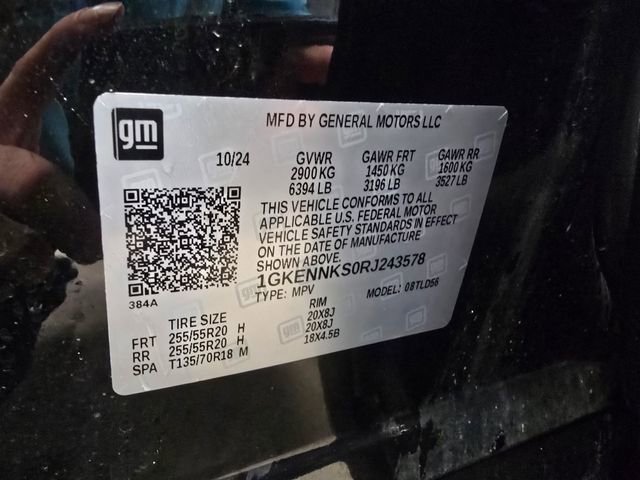 gm
MFD BY GENERAL MOTORS LLC
10/24 GVWR GAWR FRT GAWR RR
2900 KG 1450 KG 1600 KG
6394 LB 3196 LB 3527 LB
THIS VEHICLE CONFORMS TO ALL
APPLICABLE U.S. FEDERAL MOTOR
VEHICLE SAFETY STANDARDS IN EFFECT
ON THE DATE OF MANUFACTURE
SHOWN ABOVE.
1GKENNKS0RJ243578
384A TYPE: MPV MODEL: 08TLD56
TIRE SIZE RIM
FRT 255/55R20 H 20X8J
RR 255/55R20 H 20X8J
SPA T135/70R18 M 18X4.5B